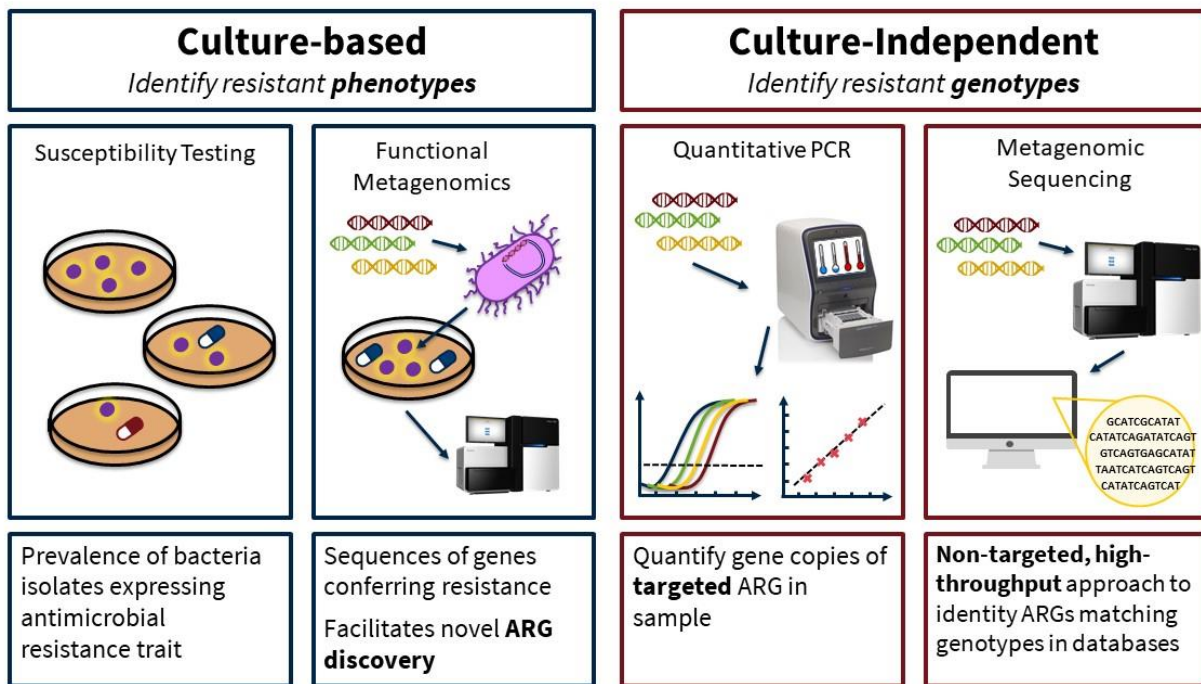 Culture-based
Identify resistant phenotypes
Culture-Independent
Identify resistant genotypes
Susceptibility Testing
Functional
Metagenomics
Quantitative PCR
Metagenomic
Sequencing
GCATCGCATAT
CATATCAGATATCAGT
GTCAGTGAGCATAT
TAATCATCAGTCAGT
CATATCAGTCAT
Prevalence of bacteria
isolates expressing
antimicrobial
resistance trait
Sequences of genes
conferring resistance
Facilitates novel ARG
discovery
Quantify gene copies of
targeted ARG in
sample
Non-targeted, high-
throughput approach to
identity ARGs matching
genotypes in databases